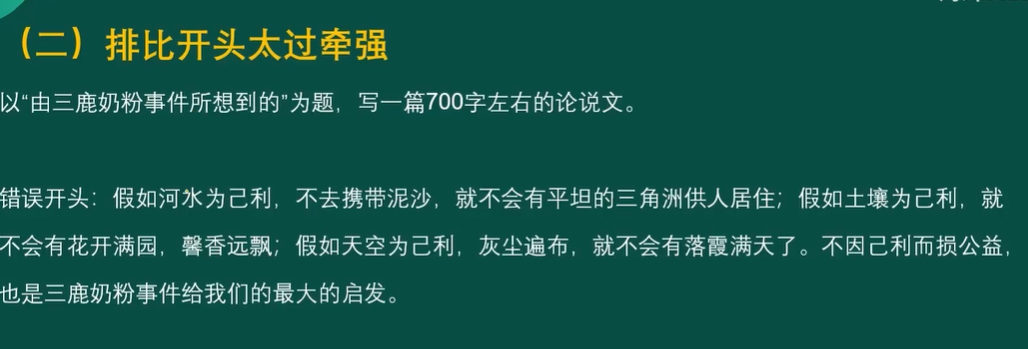 （二）排比开头太过牵强
以“由三鹿奶粉事件所想到的”为题，写一篇700字左右的论说文。
错误开头：假如河水为己利，不去携带泥沙，就不会有平坦的三角洲供人居住；假如土壤为己利，就
不会有花开满园，馨香远飘；假如天空为己利，灰尘遍布，就不会有落霞满天了。不因己利而损公益，
也是三鹿奶粉事件给我们的最大的启发。